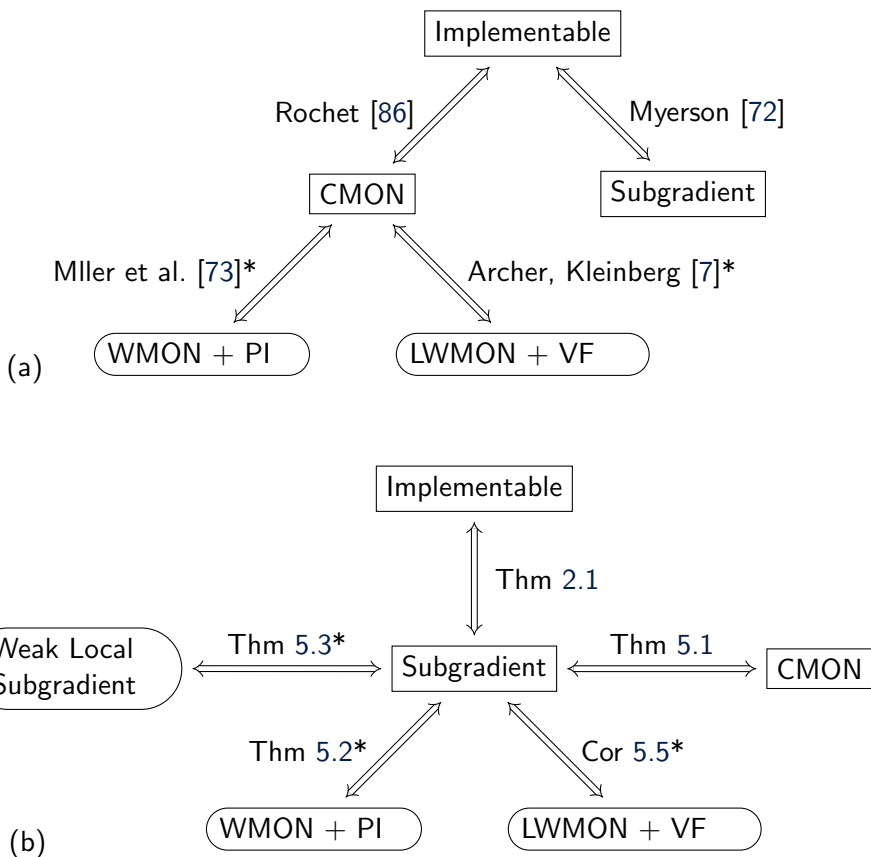 Implementable
Rochet [86]
Myerson [72]
CMON
Subgradient
Mller et al. [73]*
Archer, Kleinberg [7]*
WMON + PI
LWMON + VF
(a)
Implementable
Thm 2.1
Weak Local
Subgradient
Thm 5.3*
Subgradient
Thm 5.1
CMON
Thm 5.2*
Cor 5.5*
WMON + PI
LWMON + VF
(b)